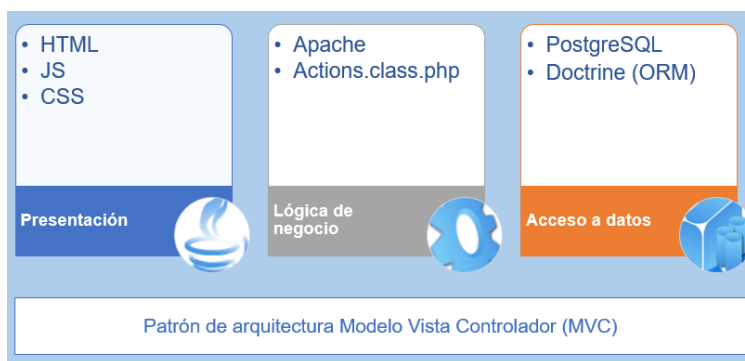 • HTML
• JS
• CSS
Presentación
• Apache
• Actions.class.php
Lógica de
negocio
• PostgreSQL
• Doctrine (ORM)
Acceso a datos
Patrón de arquitectura Modelo Vista Controlador (MVC)